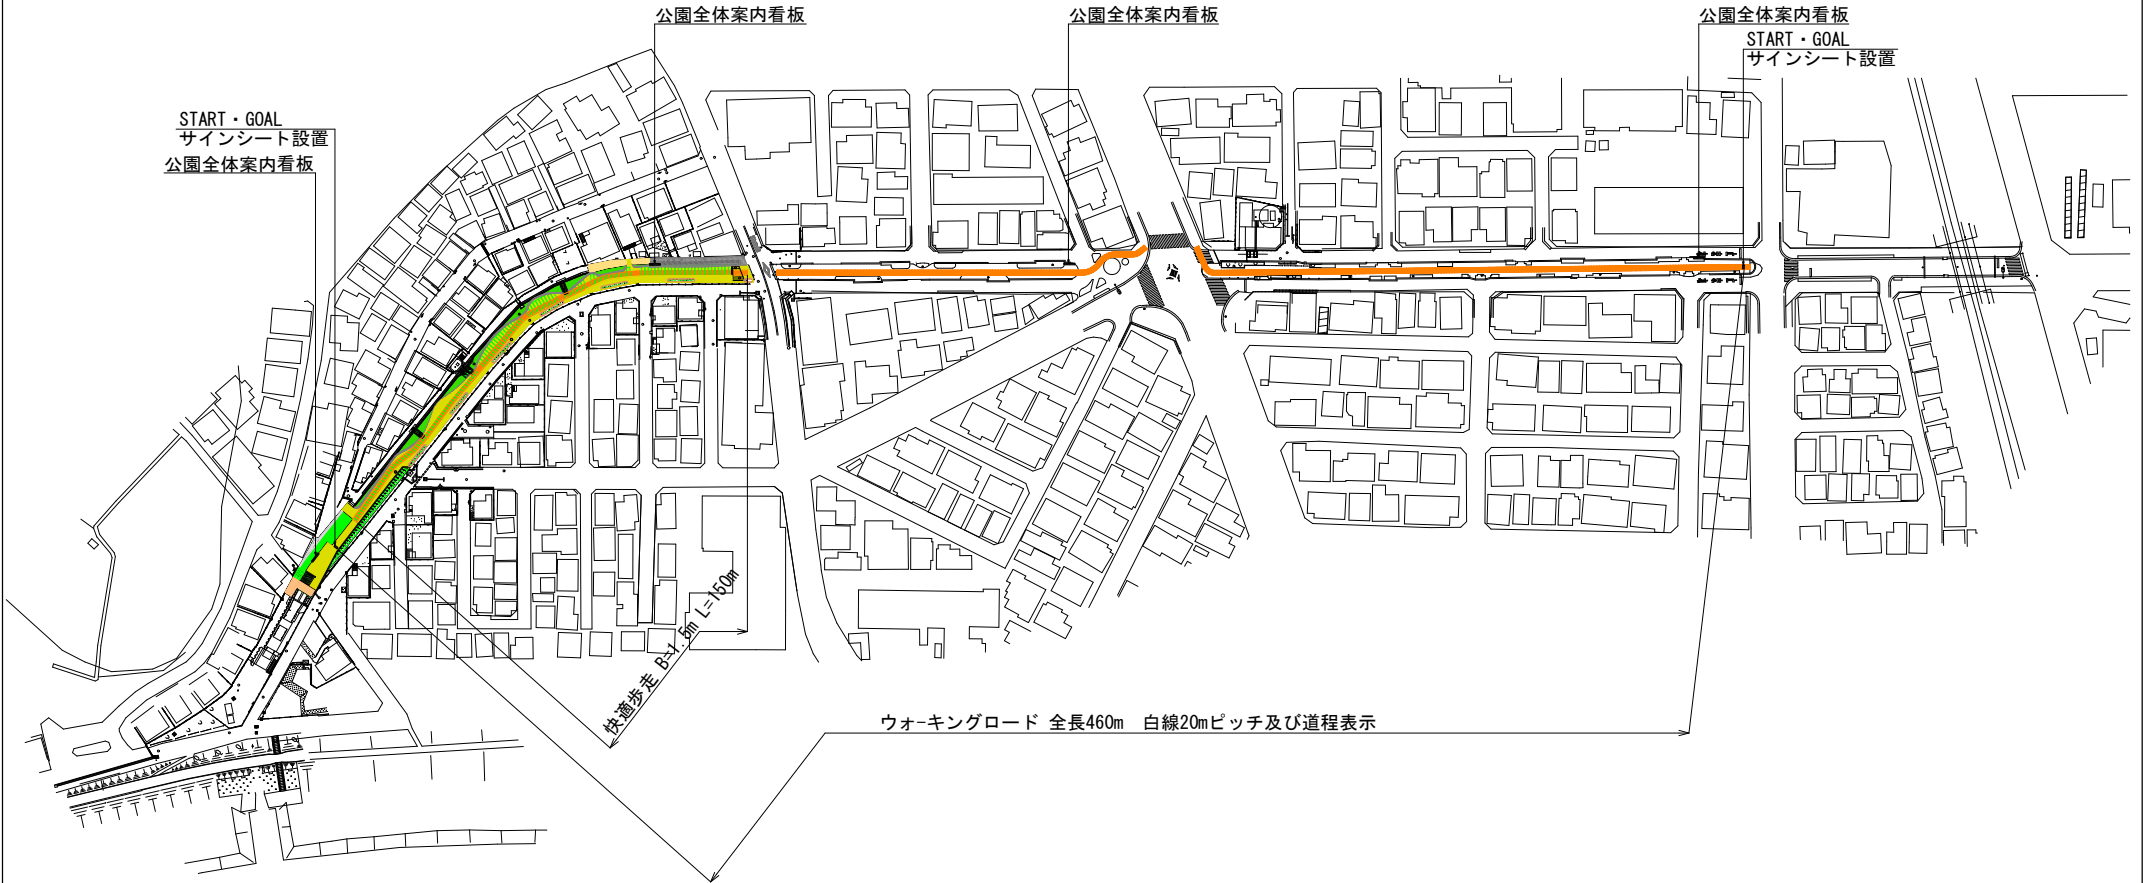 公園全体案内看板
公園全体案内看板
公園全体案内看板
START・GOAL
サインシート設置
START・GOAL
サインシート設置
公園全体案内看板
快適歩走 B=1.5m L=150m
ウォーキングロード 全長460m 白線20mピッチ及び道程表示